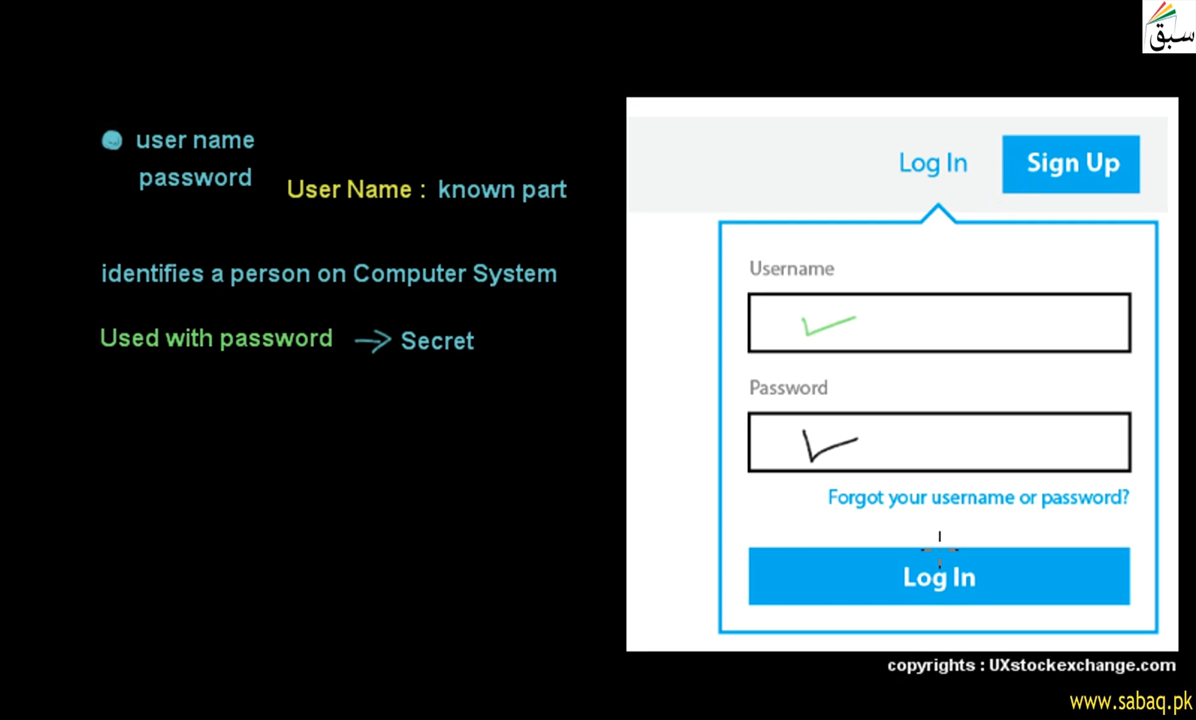 سبق
user name
password
User Name : known part
identifies a person on Computer System
Used with password → Secret
Log In
Sign Up
Username
Password
Forgot your username or password?
Log In
copyrights : UXstockexchange.com
www.sabaq.pk